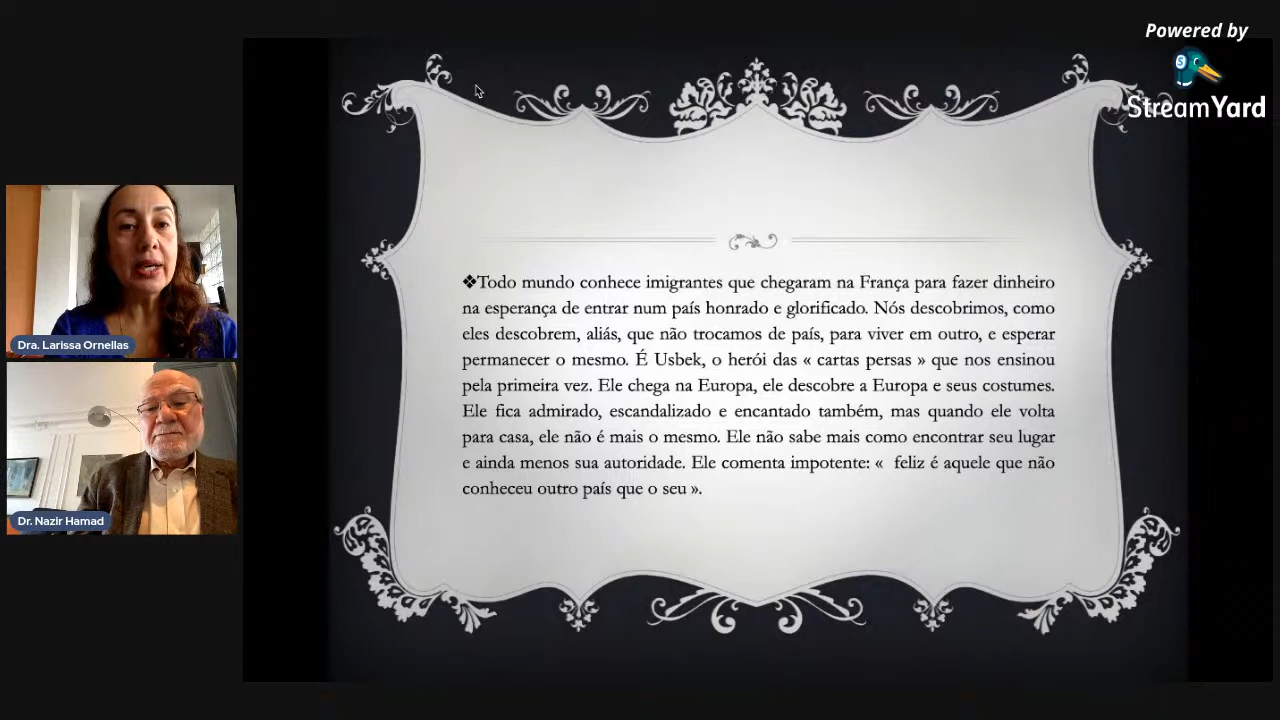 Powered by
StreamYard
❖Todo mundo conhece imigrantes que chegaram na França para fazer dinheiro
na esperança de entrar num país honrado e glorificado. Nós descobrimos, como
eles descobrem, aliás, que não trocamos de país, para viver em outro, e esperar
permanecer o mesmo. É Usbek, o herói das « cartas persas » que nos ensinou
pela primeira vez. Ele chega na Europa, ele descobre a Europa e seus costumes.
Ele fica admirado, escandalizado e encantado também, mas quando ele volta
para casa, ele não é mais o mesmo. Ele não sabe mais como encontrar seu lugar
e ainda menos sua autoridade. Ele comenta impotente: «  feliz é aquele que não
conheceu outro país que o seu ».
Dra. Larissa Ornellas
Dr. Nazir Hamad